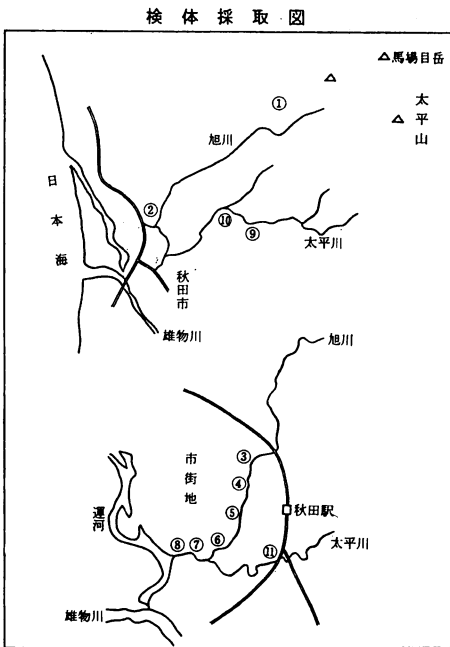 検体採取図
馬場目岳
太平山
①
旭川
②
日本海
⑩
⑨
太平川
秋田市
雄物川
旭川
市街地
③
④
⑤
秋田駅
運河
⑥
⑦
⑧
⑪
太平川
雄物川